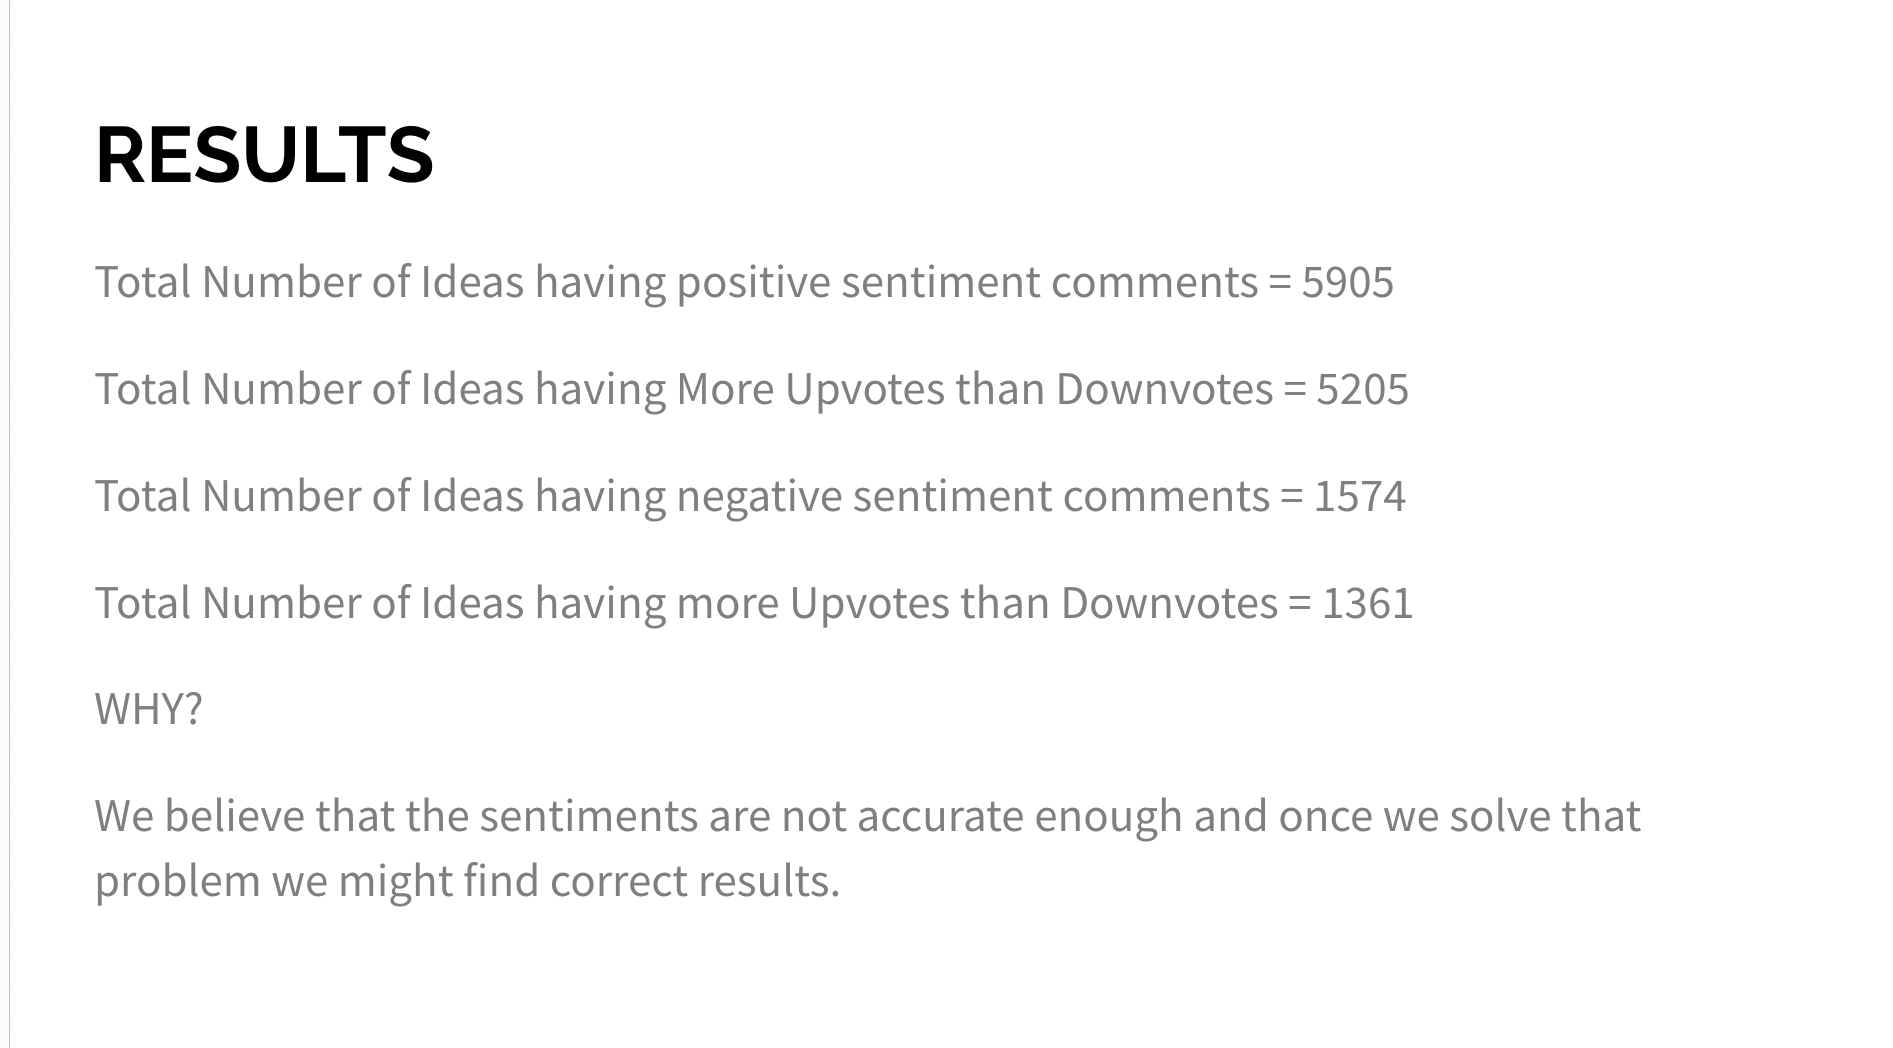 RESULTS
Total Number of Ideas having positive sentiment comments = 5905
Total Number of Ideas having More Upvotes than Downvotes = 5205
Total Number of Ideas having negative sentiment comments = 1574
Total Number of Ideas having more Upvotes than Downvotes = 1361
WHY?
We believe that the sentiments are not accurate enough and once we solve that
problem we might find correct results.